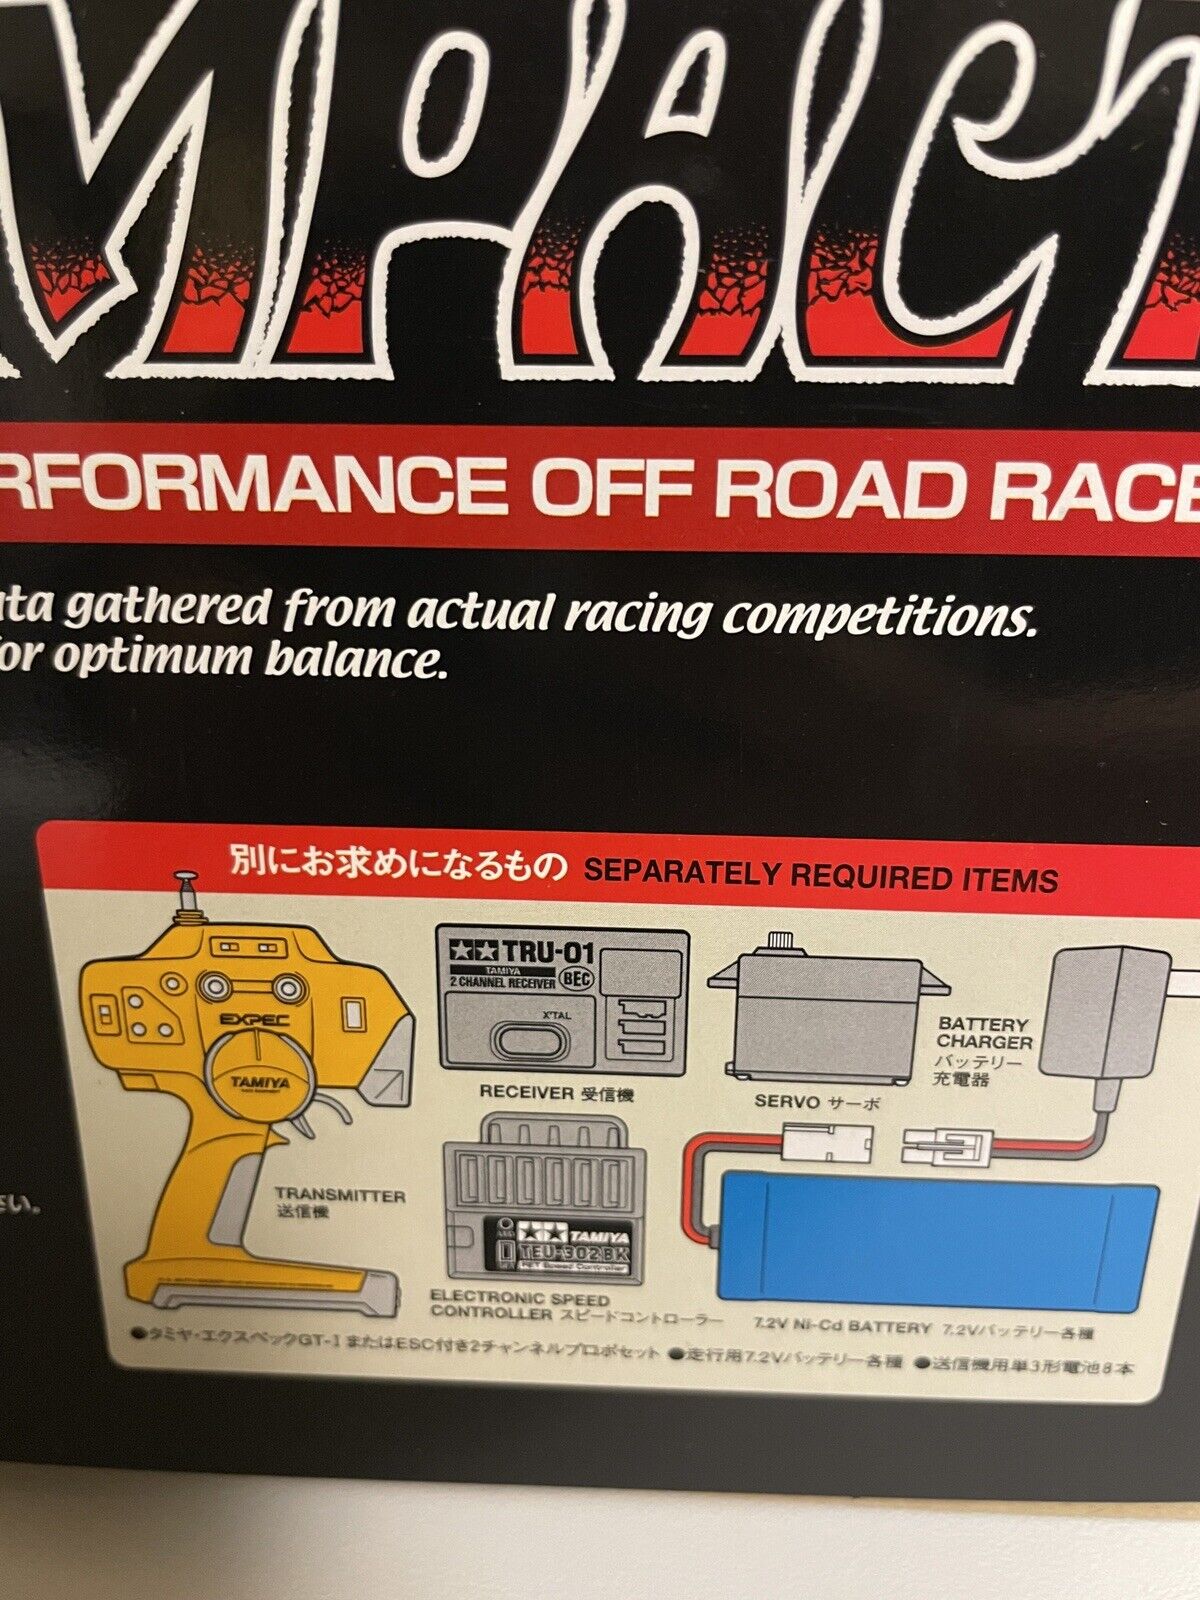 MPACT
RFORMANCE OFF ROAD RACE
ata gathered from actual racing competitions.
for optimum balance.
別にお求めになるもの SEPARATELY REQUIRED ITEMS
EXPEC
TAMIYA
TRANSMITTER
送信機
TRU-01
TAMIYA
2 CHANNEL RECEIVER
BEC
X'TAL
RECEIVER 受信機
SERVO サーボ
BATTERY
CHARGER
バッテリー
充電器
さい。
TAMIYA
TEU-302BK
FET Speed Controller
ELECTRONIC SPEED
CONTROLLER スピードコントローラー
7.2V Ni-Cd BATTERY 7.2Vバッテリー各種
●タミヤ・エクスペックGT-I またはESC付き2チャンネルプロポセット ●走行用7.2Vバッテリー各種 ●送信機用単3形電池8本